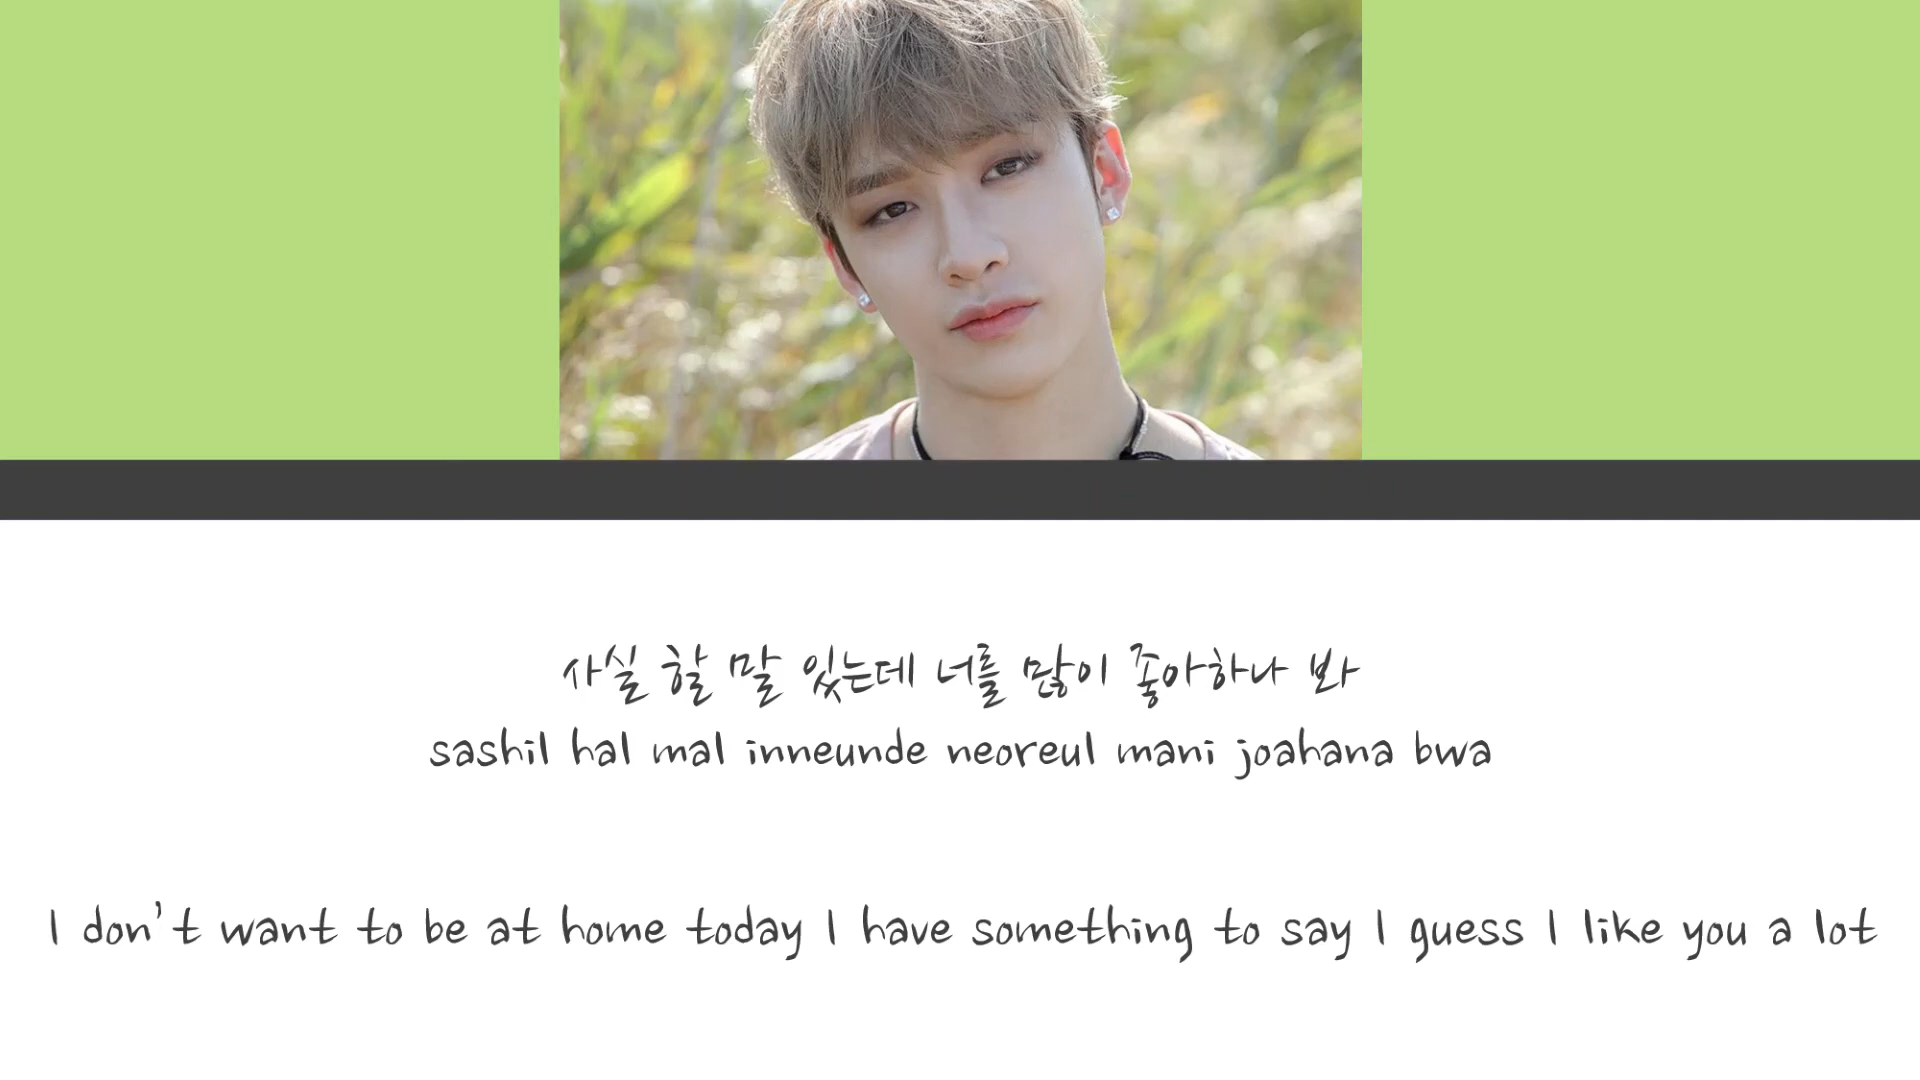 사실 할 말 있는데 너를 많이 좋아하나 봐
sashil hal mal inneunde neoreul mani joahana bwa
I don't want to be at home today I have something to say I guess I like you a lot